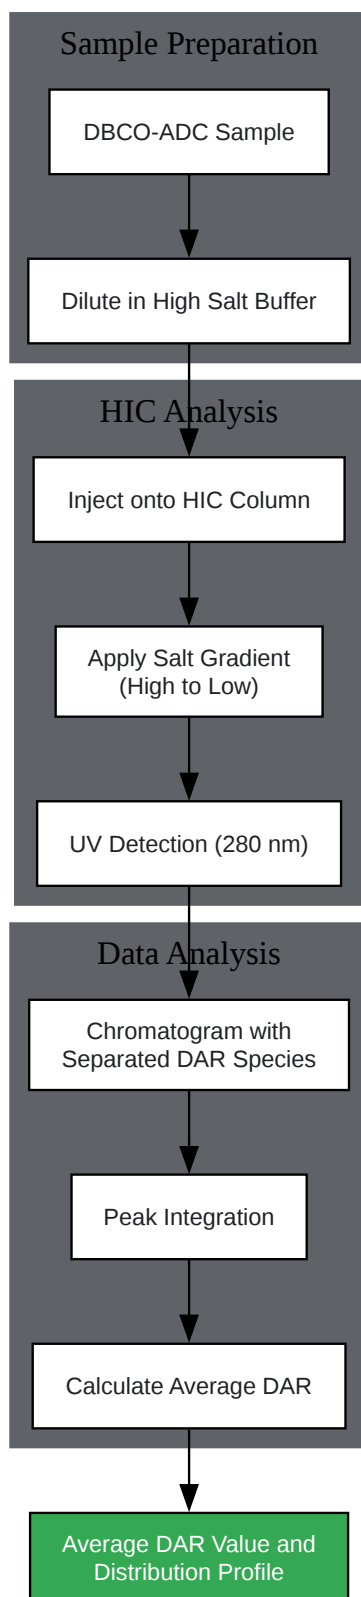 Sample Preparation
DBCO-ADC Sample
Dilute in High Salt Buffer
HIC Analysis
Inject onto HIC Column
Apply Salt Gradient
(High to Low)
UV Detection (280 nm)
Data Analysis
Chromatogram with
Separated DAR Species
Peak Integration
Calculate Average DAR
Average DAR Value and
Distribution Profile